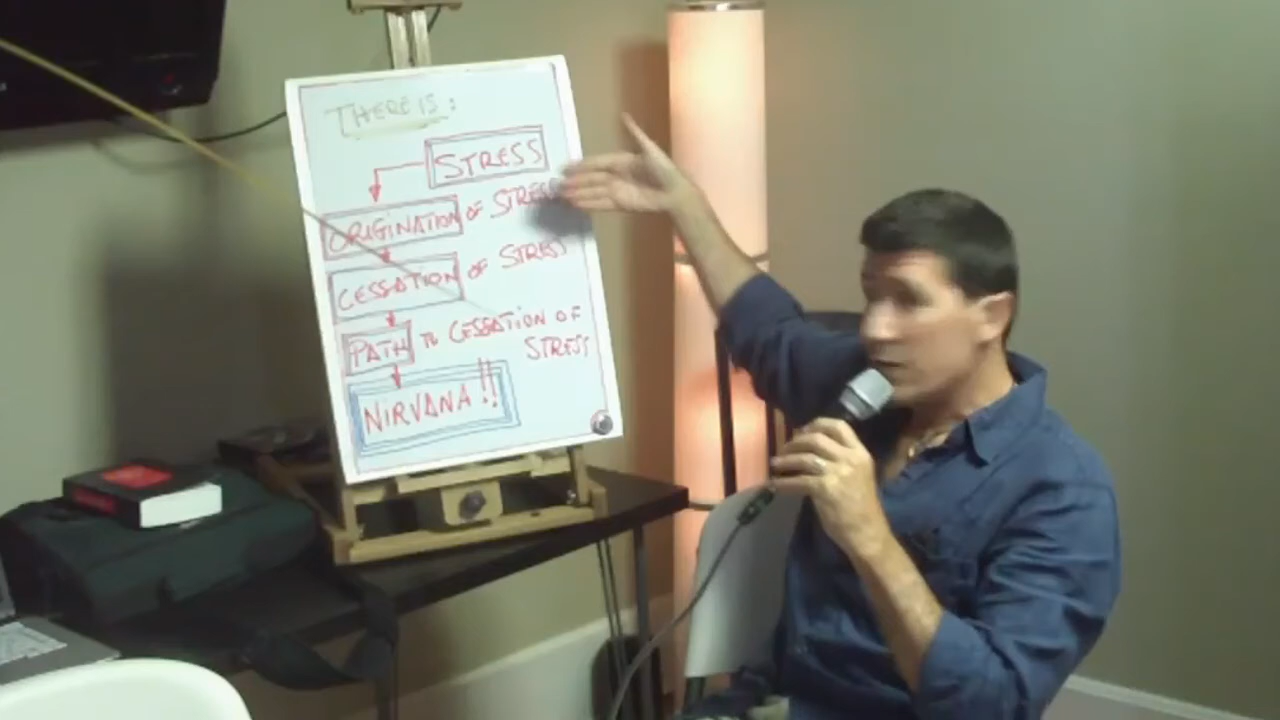 THERE IS:
STRESS
ORIGINATION OF STRESS
CESSATION OF STRESS
PATH TO CESSATION OF
STRESS
NIRVANA!!